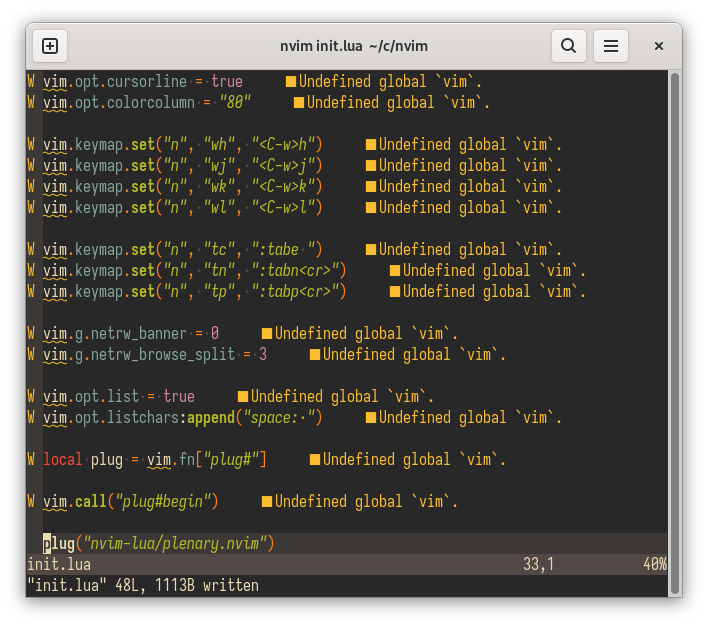 nvim init.lua ~/c/nvim
W vim.opt.cursorline = true ■Undefined global `vim`.
W vim.opt.colorcolumn = "80" ■Undefined global `vim`.
W vim.keymap.set("n",·"wh",·"<C-w>h") ■Undefined global `vim`.
W vim.keymap.set("n",·"wj",·"<C-w>j") ■Undefined global `vim`.
W vim.keymap.set("n",·"wk",·"<C-w>k") ■Undefined global `vim`.
W vim.keymap.set("n",·"wl",·"<C-w>l") ■Undefined global `vim`.
W vim.keymap.set("n",·"tc",·":tabe·") ■Undefined global `vim`.
W vim.keymap.set("n",·"tn",·":tabn<cr>") ■Undefined global `vim`.
W vim.keymap.set("n",·"tp",·":tabp<cr>") ■Undefined global `vim`.
W vim.g.netrw_banner·=·0 ■Undefined global `vim`.
W vim.g.netrw_browse_split·=·3 ■Undefined global `vim`.
W vim.opt.list·=·true ■Undefined global `vim`.
W vim.opt.listchars:append("space:·") ■Undefined global `vim`.
W local·plug·=·vim.fn["plug#"] ■Undefined global `vim`.
W vim.call("plug#begin") ■Undefined global `vim`.
plug("nvim-lua/plenary.nvim")
init.lua 33,1 40%
"init.lua" 48L, 1113B written